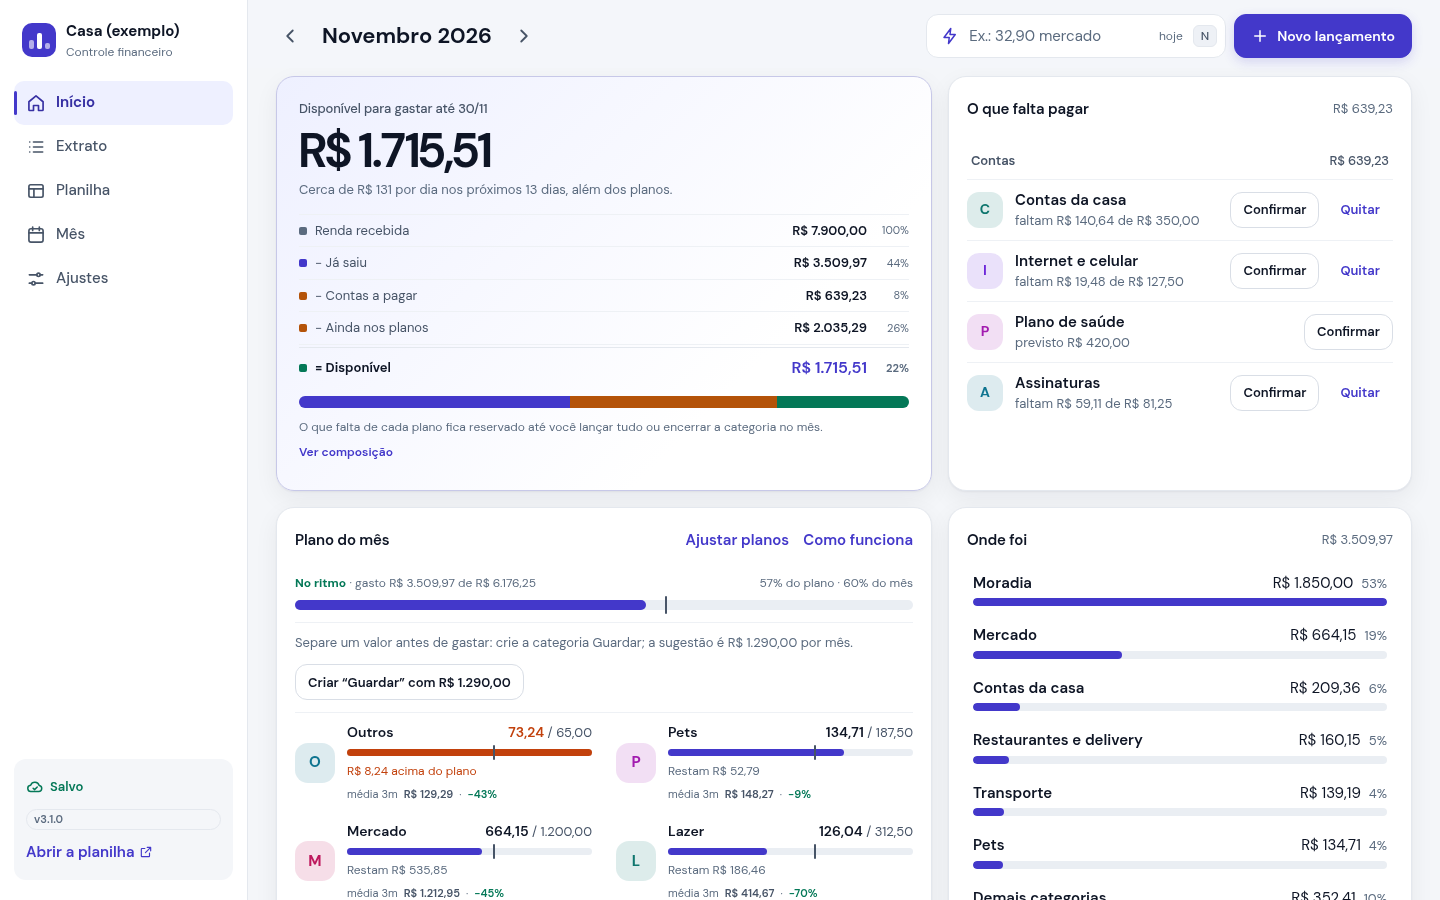 Casa (exemplo)
Controle financeiro
Início
Extrato
Planilha
Mês
Ajustes
Salvo
v3.1.0
Abrir a planilha
Novembro 2026
Ex.: 32,90 mercado hoje N
Novo lançamento
Disponível para gastar até 30/11
R$ 1.715,51
Cerca de R$ 131 por dia nos próximos 13 dias, além dos planos.
Renda recebida R$ 7.900,00 100%
− Já saiu R$ 3.509,97 44%
− Contas a pagar R$ 639,23 8%
− Ainda nos planos R$ 2.035,29 26%
= Disponível R$ 1.715,51 22%
O que falta de cada plano fica reservado até você lançar tudo ou encerrar a categoria no mês.
Ver composição
O que falta pagar R$ 639,23
Contas R$ 639,23
C Contas da casa Confirmar Quitar
faltam R$ 140,64 de R$ 350,00
I Internet e celular Confirmar Quitar
faltam R$ 19,48 de R$ 127,50
P Plano de saúde Confirmar
previsto R$ 420,00
A Assinaturas Confirmar Quitar
faltam R$ 59,11 de R$ 81,25
Plano do mês Ajustar planos Como funciona
No ritmo · gasto R$ 3.509,97 de R$ 6.176,25 57% do plano · 60% do mês
Separe um valor antes de gastar: crie a categoria Guardar; a sugestão é R$ 1.290,00 por mês.
Criar “Guardar” com R$ 1.290,00
O Outros 73,24 / 65,00
R$ 8,24 acima do plano
média 3m R$ 129,29 · −43%
P Pets 134,71 / 187,50
Restam R$ 52,79
média 3m R$ 148,27 · −9%
M Mercado 664,15 / 1.200,00
Restam R$ 535,85
média 3m R$ 1.212,95 · −45%
L Lazer 126,04 / 312,50
Restam R$ 186,46
média 3m R$ 414,67 · −70%
Onde foi R$ 3.509,97
Moradia R$ 1.850,00 53%
Mercado R$ 664,15 19%
Contas da casa R$ 209,36 6%
Restaurantes e delivery R$ 160,15 5%
Transporte R$ 139,19 4%
Pets R$ 134,71 4%
Demais categorias R$ 352,41 10%